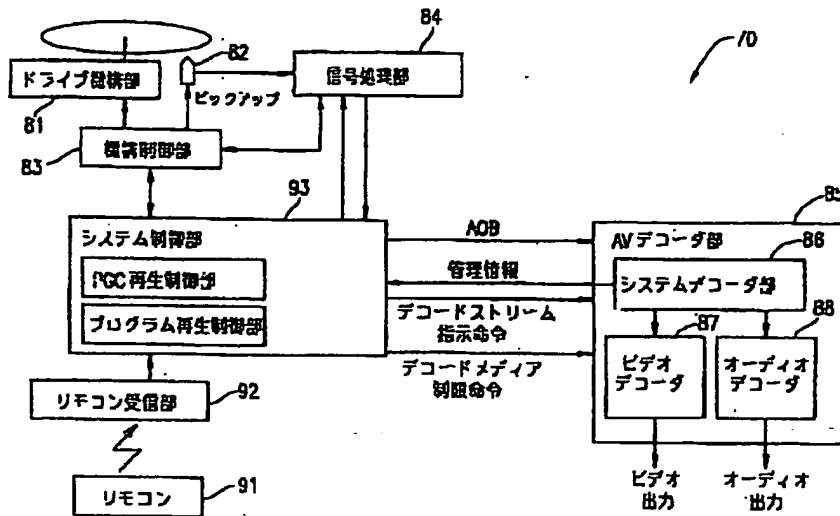 84
82
70
ドライブ機構部
信号処理部
81
ピックアップ
機構制御部
83
93
85
システム制御部
AOB
AVデコーダ部
86
管理情報
PGC再生制御部
システムデコーダ部
プログラム再生制御部
デコードストリーム
指示命令
87
88
ビデオ
デコーダ
オーディオ
デコーダ
デコードメディア
制限命令
リモコン受信部
92
リモコン
91
ビデオ
出力
オーディオ
出力